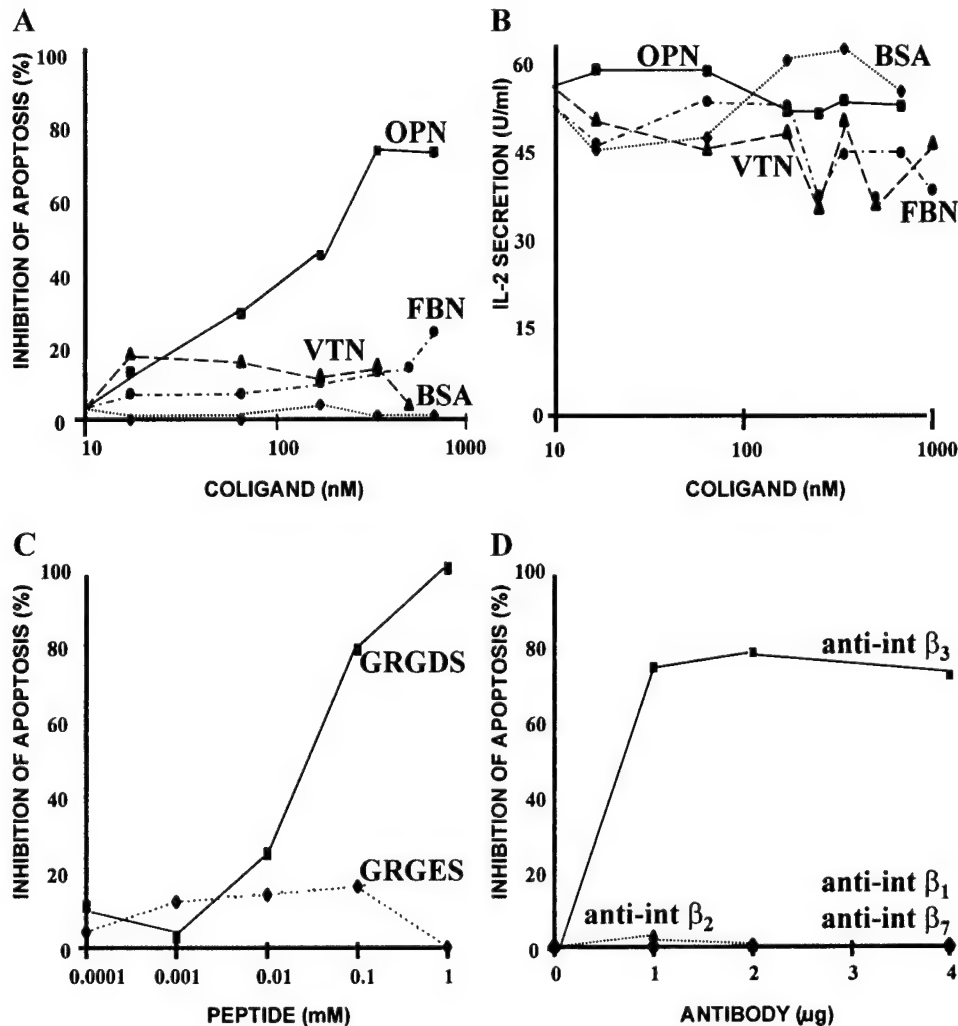 A
INHIBITION OF APOPTOSIS (%)
100
80
60
40
20
0
OPN
FBN
VTN
BSA
10
100
1000
COLIGAND (nM)
B
IL-2 SECRETION (U/ml)
60
45
30
15
0
OPN
BSA
VTN
FBN
10
100
1000
COLIGAND (nM)
C
INHIBITION OF APOPTOSIS (%)
100
80
60
40
20
0
GRGDS
GRGES
0.0001
0.001
0.01
0.1
1
PEPTIDE (mM)
D
INHIBITION OF APOPTOSIS (%)
100
80
60
40
20
0
anti-int β₃
anti-int β₂
anti-int β₁
anti-int β₇
0
1
2
3
4
ANTIBODY (μg)